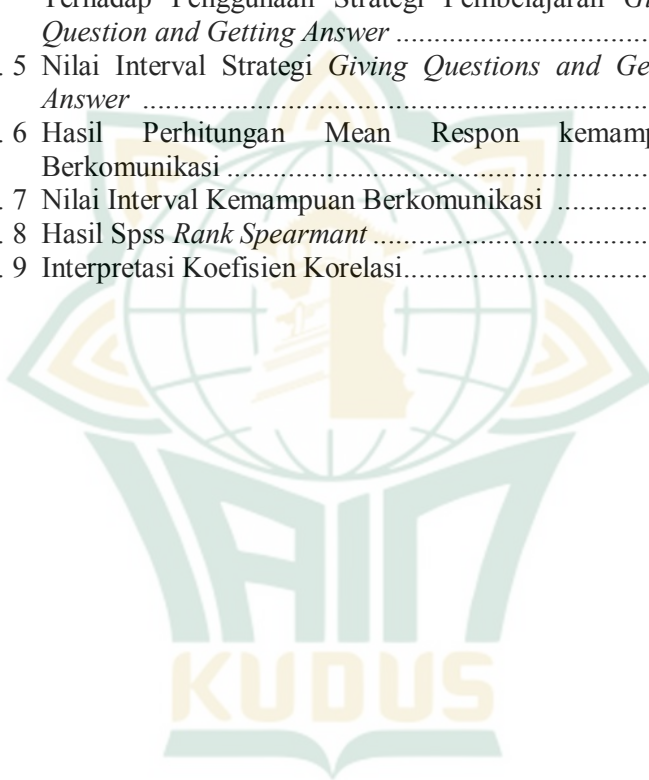 Terhadap Penggunaan Strategi Pembelajaran
Question and Getting Answer ..............................
. 5 Nilai Interval Strategi Giving Questions and
Answer ..............................................................
. 6 Hasil Perhitungan Mean Respon
Berkomunikasi ..................................................
. 7 Nilai Interval Kemampuan Berkomunikasi ..........
. 8 Hasil Spss Rank Spearmant ................................
. 9 Interpretasi Koefisien Korelasi............................
IAIN
KUDUS